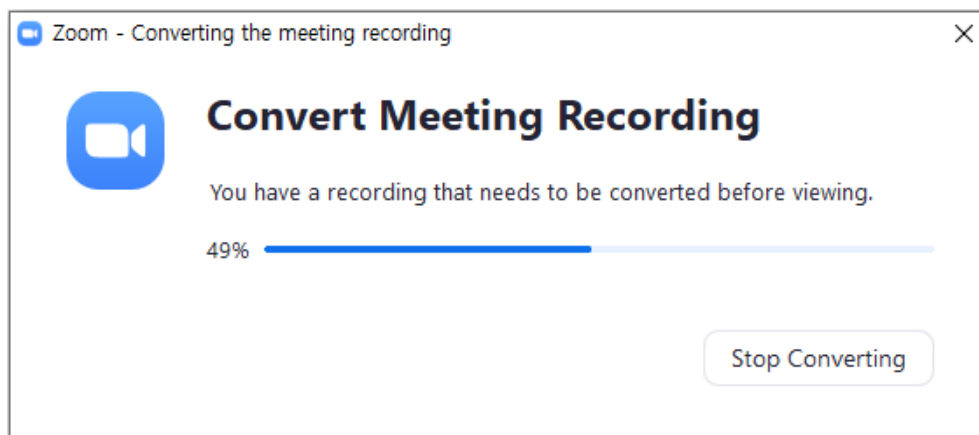 Zoom - Converting the meeting recording
Convert Meeting Recording
You have a recording that needs to be converted before viewing.
49%
Stop Converting